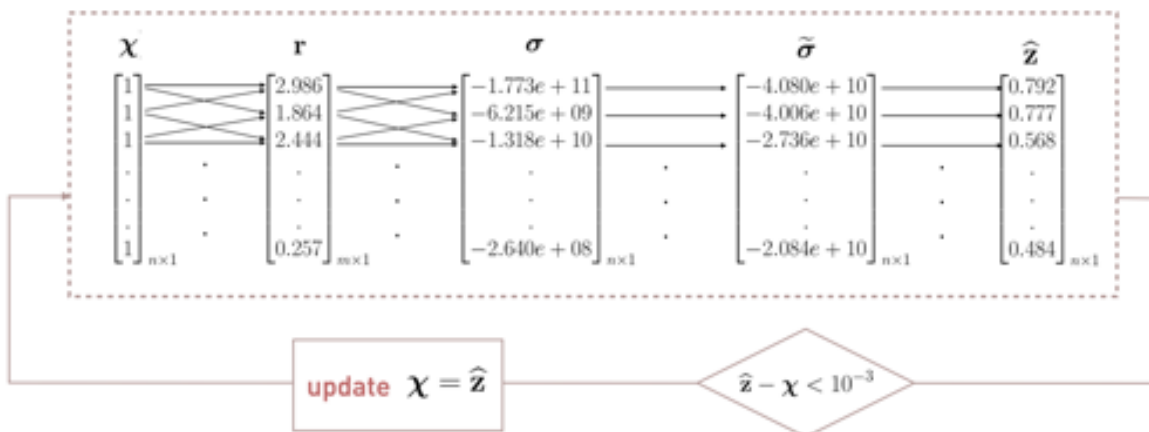 χ r σ σ̃ ẑ
1 2.986 −1.773e + 11 −4.080e + 10 0.792
1 1.864 −6.215e + 09 −4.006e + 10 0.777
1 2.444 −1.318e + 10 −2.736e + 10 0.568
1 n×1 0.257 m×1 −2.640e + 08 n×1 −2.084e + 10 n×1 0.484 n×1
update χ = ẑ ẑ − χ < 10⁻³